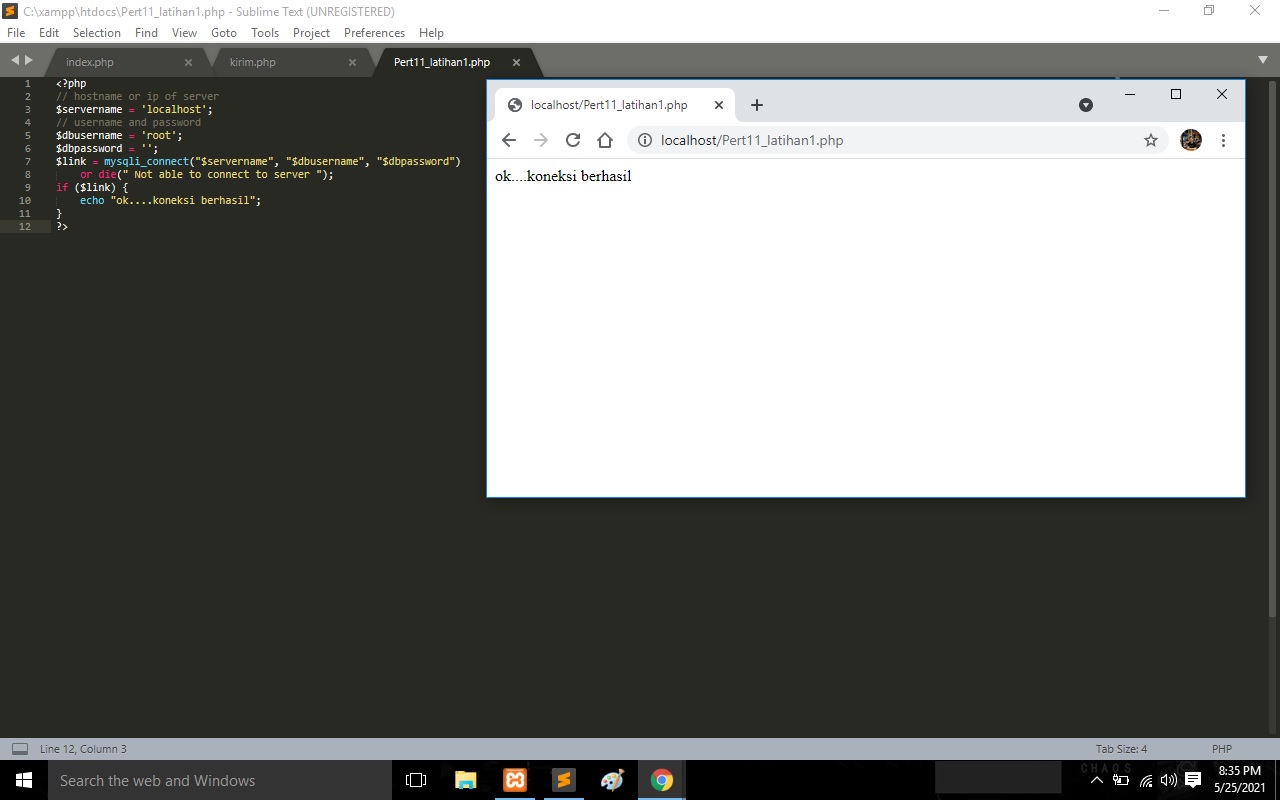 C:\xampp\htdocs\Pert11_latihan1.php - Sublime Text (UNREGISTERED)
File Edit Selection Find View Goto Tools Project Preferences Help
index.php kirim.php Pert11_latihan1.php
1 <?php
2 // hostname or ip of server
3 $servername = 'localhost';
4 // username and password
5 $dbusername = 'root';
6 $dbpassword = '';
7 $link = mysqli_connect("$servername", "$dbusername", "$dbpassword")
8 or die(" Not able to connect to server ");
9 if ($link) {
10 echo "ok....koneksi berhasil";
11 }
12 ?>
localhost/Pert11_latihan1.php
localhost/Pert11_latihan1.php
ok....koneksi berhasil
Line 12, Column 3 Tab Size: 4 PHP
Search the web and Windows
CHAOS
8:35 PM
5/25/2021